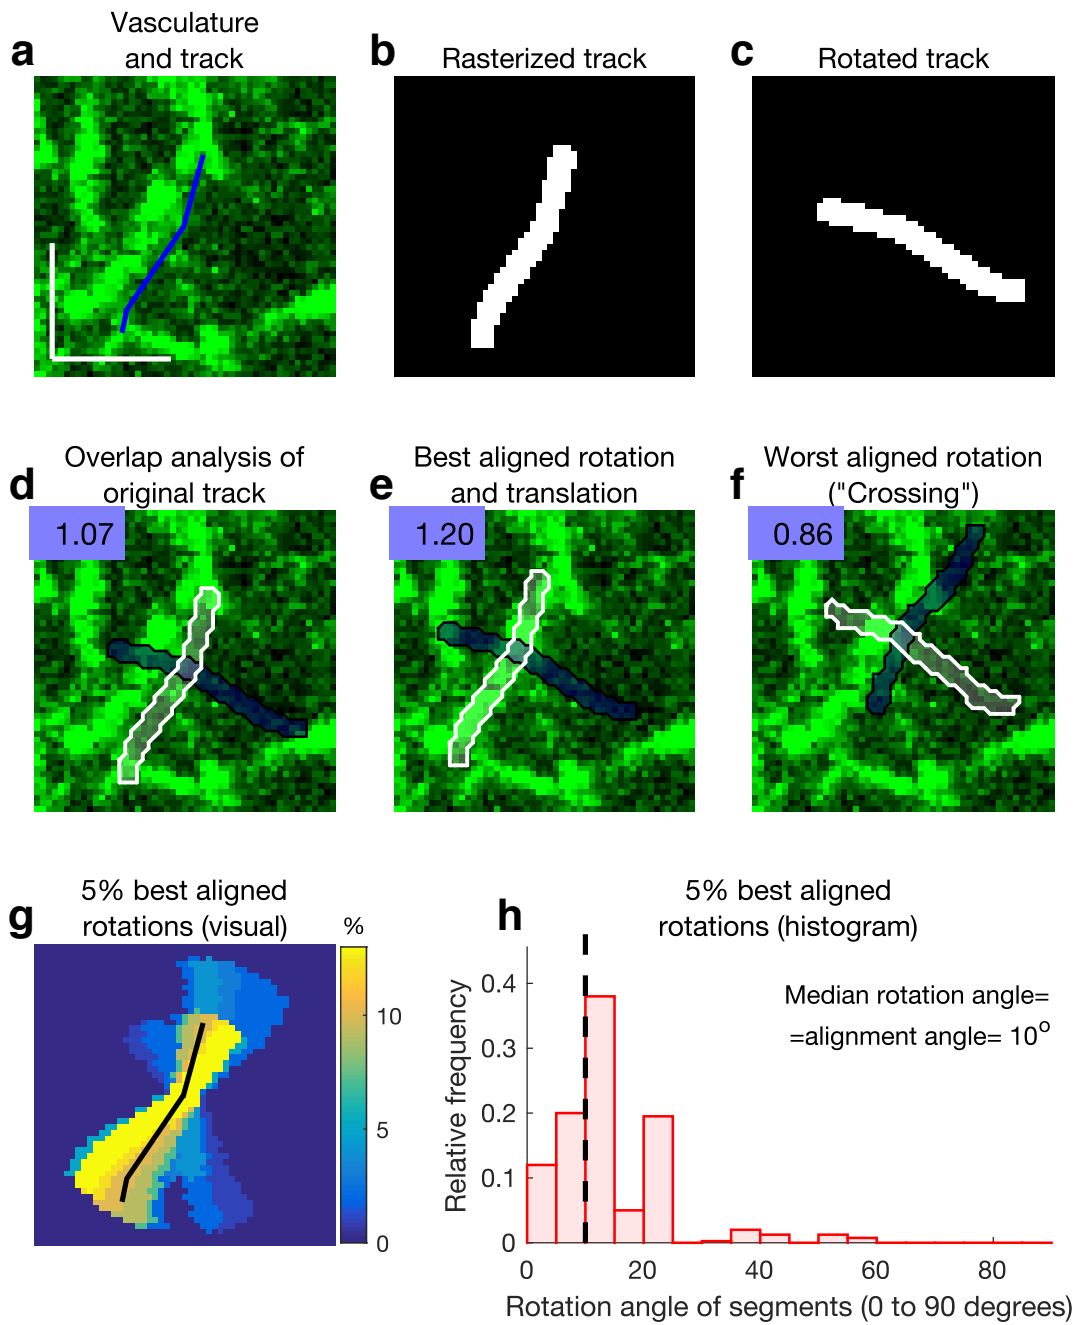 a
Vasculature
and track
b
Rasterized track
c
Rotated track
d
Overlap analysis of
original track
1.07
e
Best aligned rotation
and translation
1.20
f
Worst aligned rotation
("Crossing")
0.86
g
5% best aligned
rotations (visual)
%
10
5
0
h
5% best aligned
rotations (histogram)
Median rotation angle=
=alignment angle= 10°
Relative frequency
0.4
0.3
0.2
0.1
0
0 20 40 60 80
Rotation angle of segments (0 to 90 degrees)